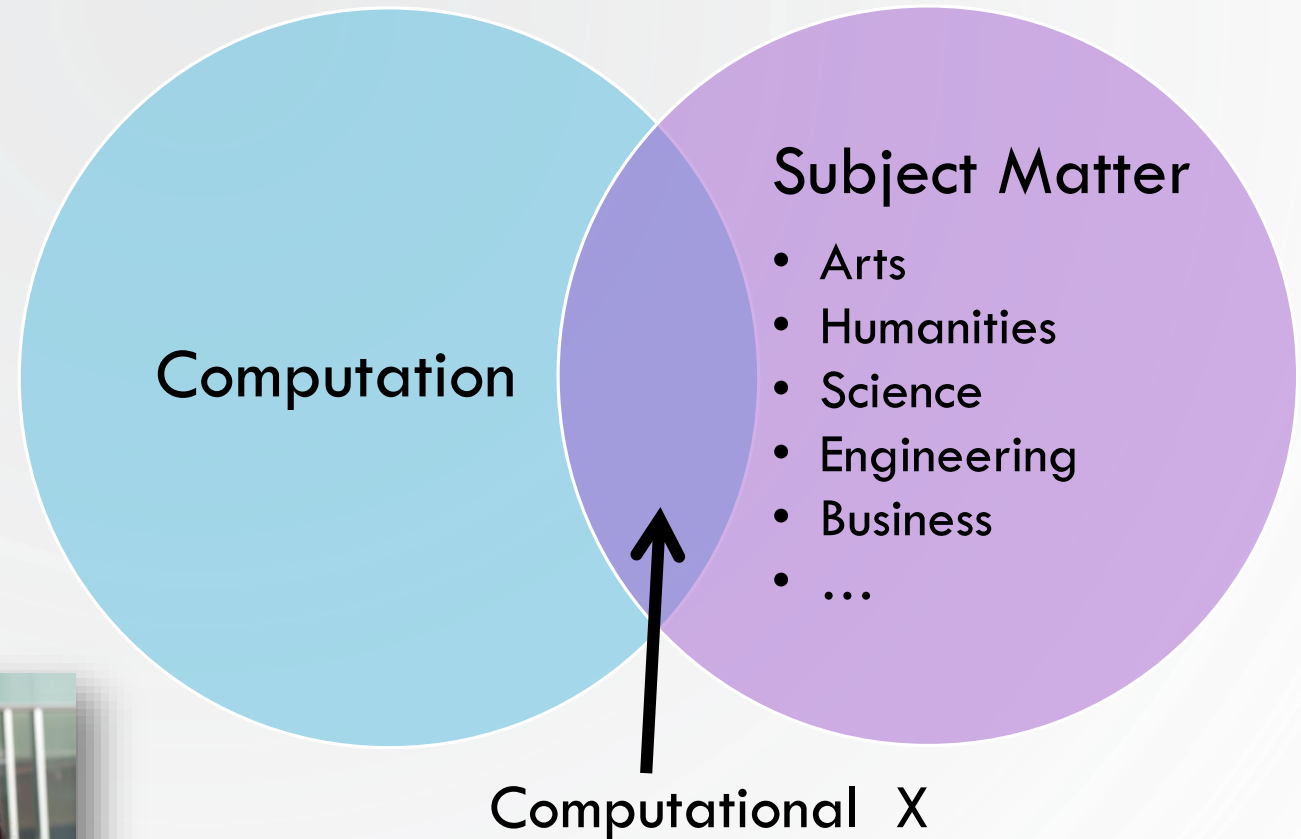 Computation
Subject Matter
• Arts
• Humanities
• Science
• Engineering
• Business
• …
Computational X